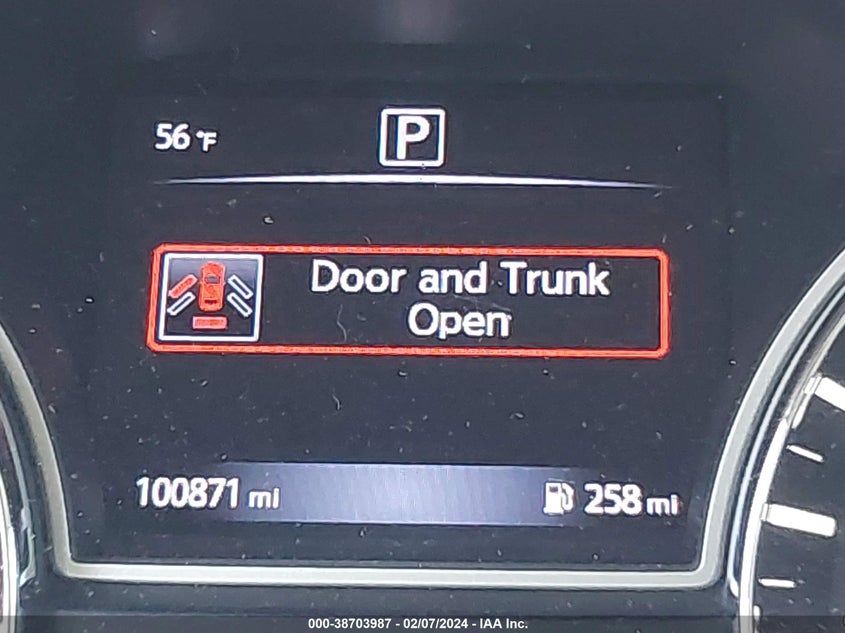 56 °F
P
Door and Trunk
Open
100871 mi
258 mi
000-38703987 - 02/07/2024 - IAA Inc.